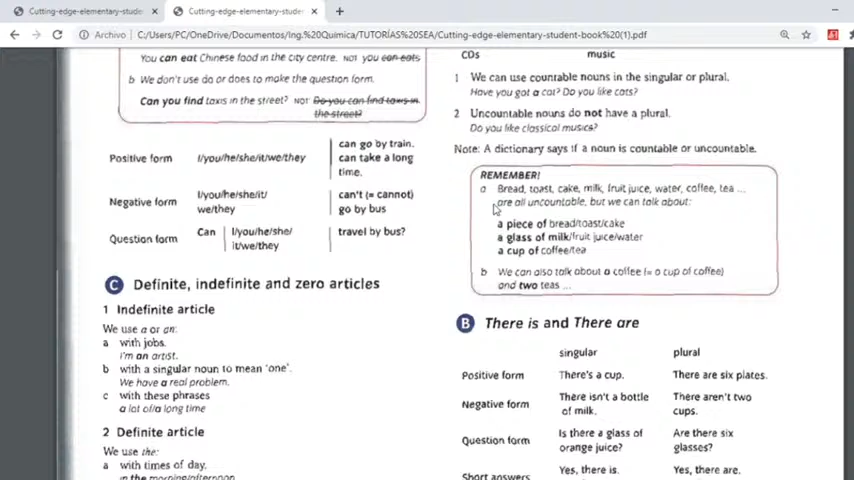 Cutting-edge-elementary-studen
Cutting-edge-elementary-studen
Archivo
C:/Users/PC/OneDrive/Documentos/Ing.Quimica/TUTORÍAS SEA/Cutting-edge-elementary-student-book (1).pdf
You can eat Chinese food in the city centre. NOT you can eats
b We don't use do or does to make the question form.
Can you find taxis in the street? NOT Do you can find taxis in
the street?
Positive form
I/you/he/she/it/we/they
can go by train.
can take a long
time.
Negative form
I/you/he/she/it/
we/they
can't (= cannot)
go by bus
Question form
Can
I/you/he/she/
it/we/they
travel by bus?
C Definite, indefinite and zero articles
1 Indefinite article
We use a or an:
a with jobs.
I'm an artist.
b with a singular noun to mean 'one'.
We have a real problem.
c with these phrases
a lot of/a long time
2 Definite article
We use the:
a with times of day.
in the morning/afternoon
CDs
music
1 We can use countable nouns in the singular or plural.
Have you got a cat? Do you like cats?
2 Uncountable nouns do not have a plural.
Do you like classical musics?
Note: A dictionary says if a noun is countable or uncountable.
REMEMBER!
a Bread, toast, cake, milk, fruit juice, water, coffee, tea ...
are all uncountable, but we can talk about:
a piece of bread/toast/cake
a glass of milk/fruit juice/water
a cup of coffee/tea
b We can also talk about a coffee (= a cup of coffee)
and two teas ...
B There is and There are
singular
plural
Positive form
There's a cup.
There are six plates.
Negative form
There isn't a bottle
of milk.
There aren't two
cups.
Question form
Is there a glass of
orange juice?
Are there six
glasses?
Short answers
Yes, there is.
Yes, there are.